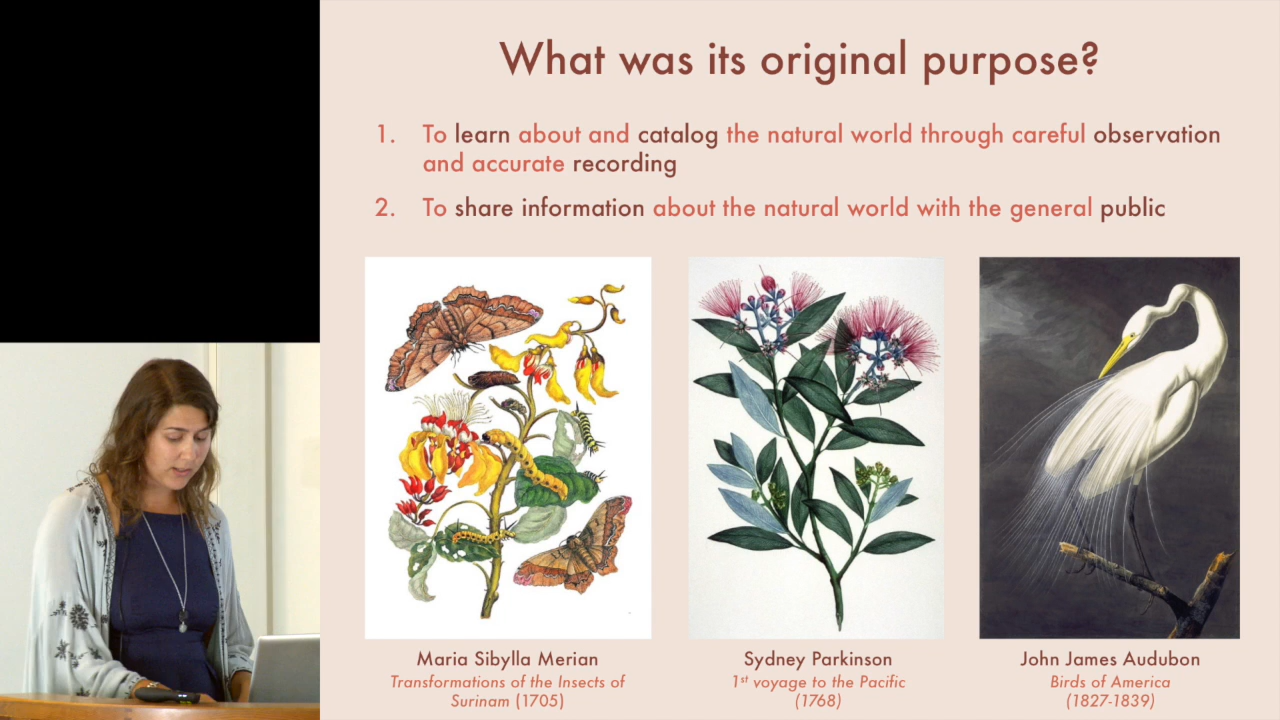 What was its original purpose?
1. To learn about and catalog the natural world through careful observation
and accurate recording
2. To share information about the natural world with the general public
Maria Sibylla Merian
Transformations of the Insects of
Surinam (1705)
Sydney Parkinson
1st voyage to the Pacific
(1768)
John James Audubon
Birds of America
(1827-1839)